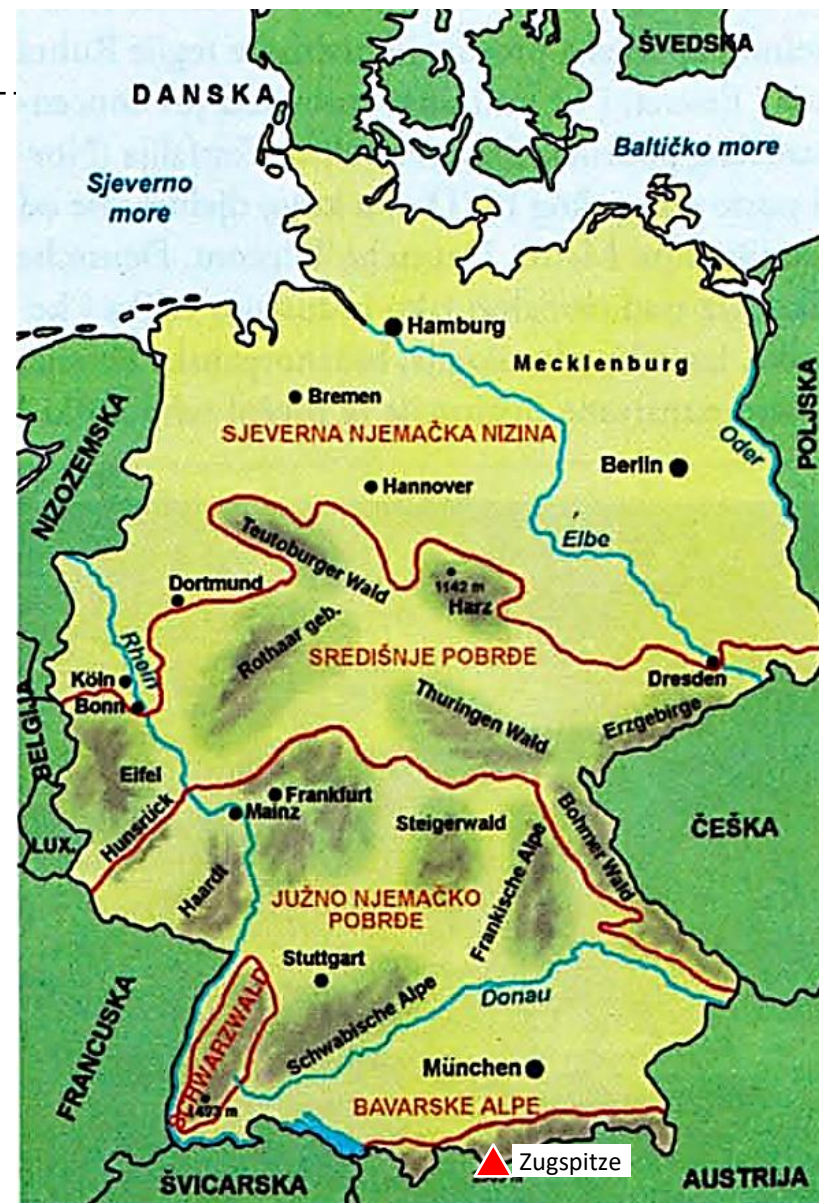 ŠVEDSKA
DANSKA
Baltičko more
Sjeverno
more
Hamburg
Mecklenburg
Bremen
NIZOZEMSKA
SJEVERNA NJEMAČKA NIZINA
POLJSKA
Oder
Berlin
Hannover
Elbe
Teutoburger Wald
Dortmund
1142 m
Harz
Rothaar geb.
Rhein
SREDIŠNJE POBRĐE
Köln
Dresden
Bonn
Thuringen Wald
Erzgebirge
BELGIJA
Eifel
Frankfurt
Mainz
Steigerwald
Bohmer Wald
ČEŠKA
LUX.
Hunsrück
Haardt
Frankische Alpe
JUŽNO NJEMAČKO
POBRĐE
Stuttgart
Donau
Schwabische Alpe
SCHWARZWALD
FRANCUSKA
München
1493 m
BAVARSKE ALPE
Zugspitze
ŠVICARSKA
AUSTRIJA